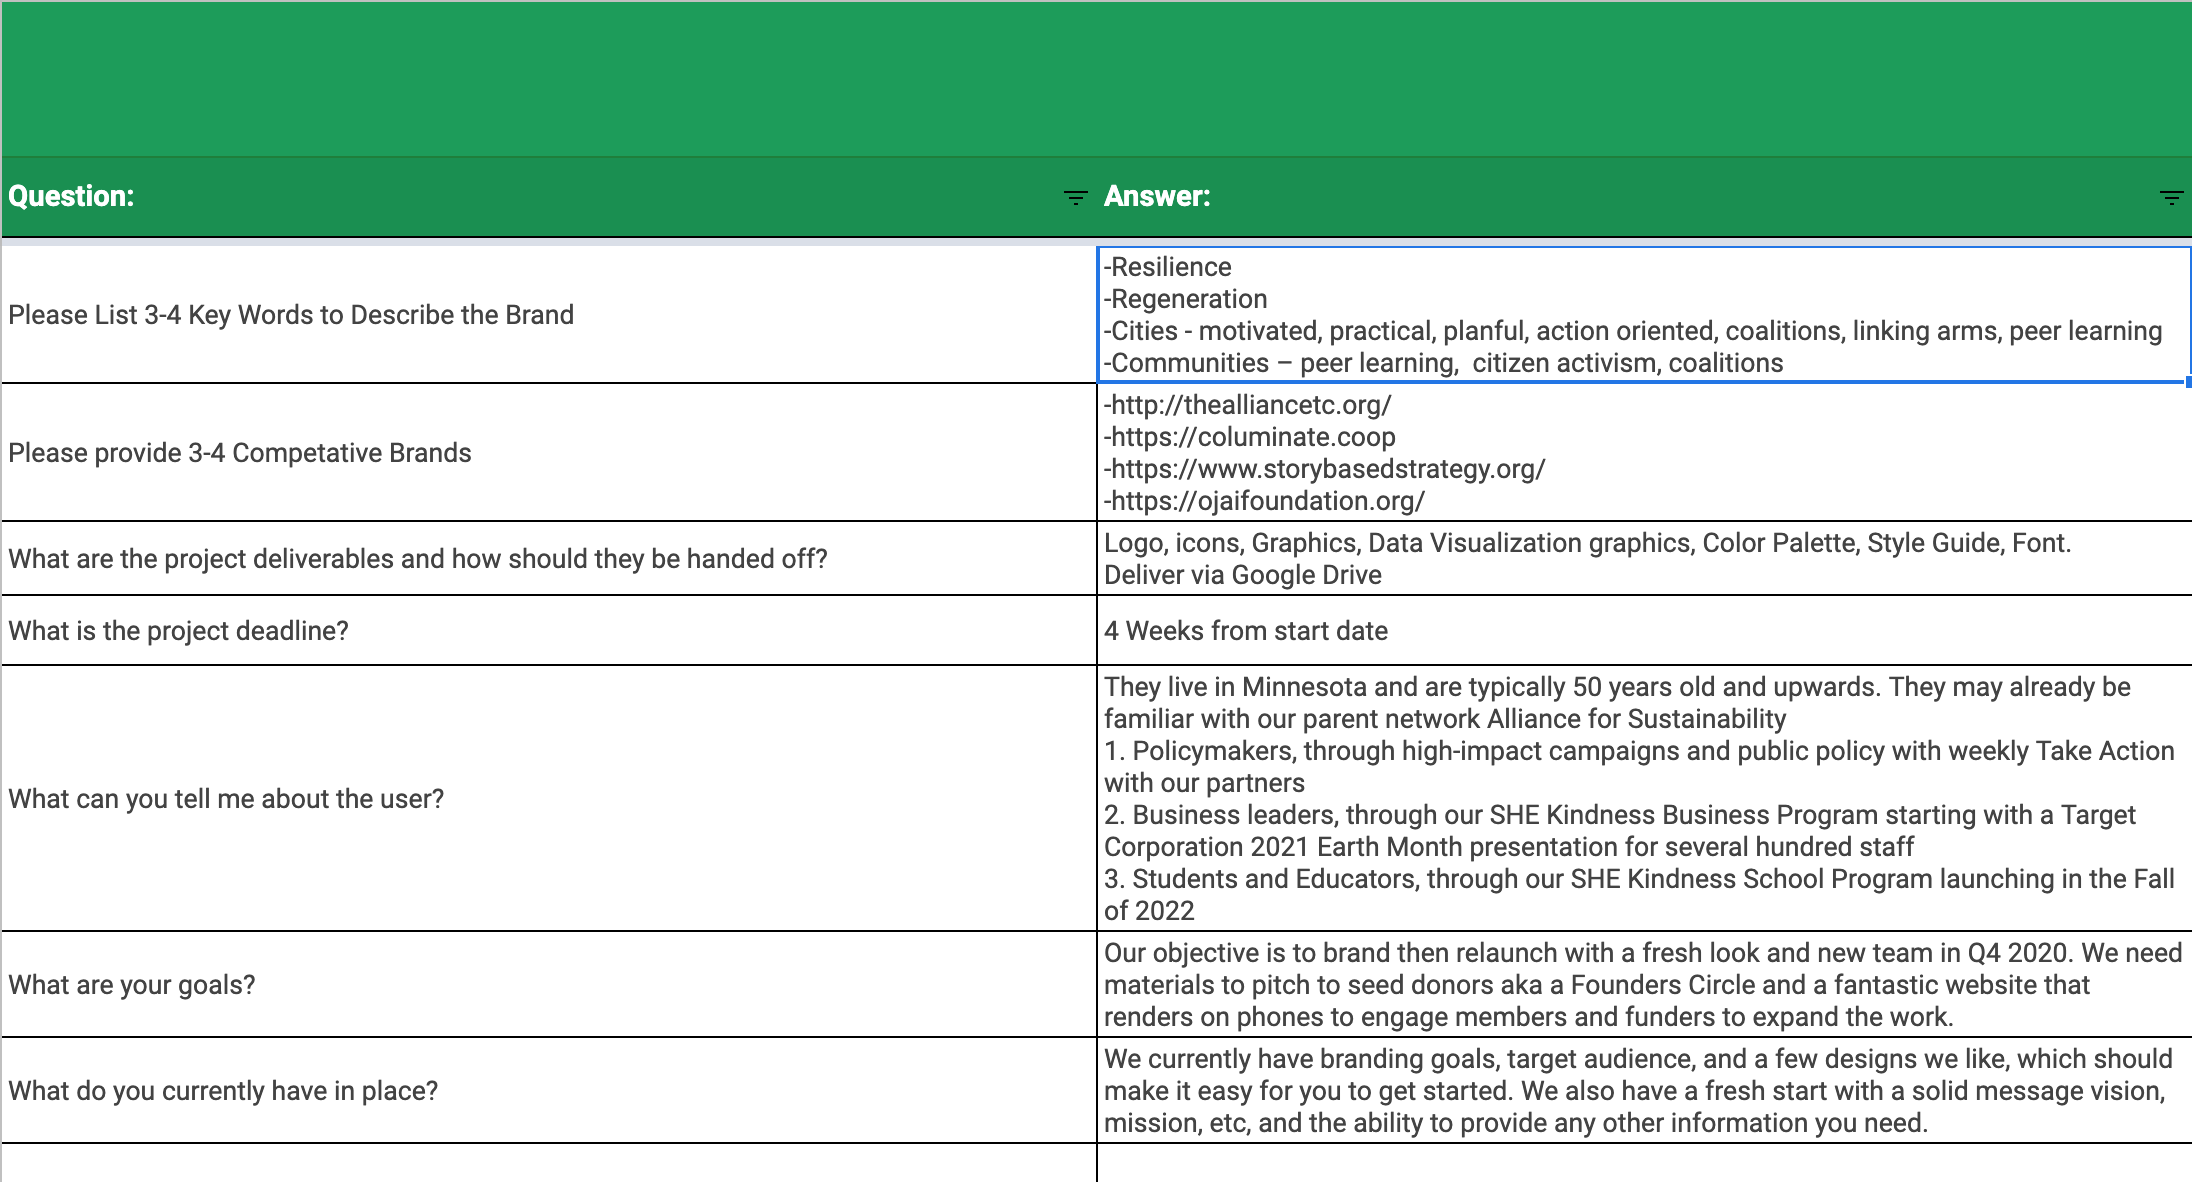 Question:
Answer:
Please List 3-4 Key Words to Describe the Brand
-Resilience
-Regeneration
-Cities - motivated, practical, planful, action oriented, coalitions, linking arms, peer learning
-Communities – peer learning,  citizen activism, coalitions
Please provide 3-4 Competative Brands
-http://thealliancetc.org/
-https://columinate.coop
-https://www.storybasedstrategy.org/
-https://ojaifoundation.org/
What are the project deliverables and how should they be handed off?
Logo, icons, Graphics, Data Visualization graphics, Color Palette, Style Guide, Font.
Deliver via Google Drive
What is the project deadline?
4 Weeks from start date
What can you tell me about the user?
They live in Minnesota and are typically 50 years old and upwards. They may already be
familiar with our parent network Alliance for Sustainability
1. Policymakers, through high-impact campaigns and public policy with weekly Take Action
with our partners
2. Business leaders, through our SHE Kindness Business Program starting with a Target
Corporation 2021 Earth Month presentation for several hundred staff
3. Students and Educators, through our SHE Kindness School Program launching in the Fall
of 2022
What are your goals?
Our objective is to brand then relaunch with a fresh look and new team in Q4 2020. We need
materials to pitch to seed donors aka a Founders Circle and a fantastic website that
renders on phones to engage members and funders to expand the work.
What do you currently have in place?
We currently have branding goals, target audience, and a few designs we like, which should
make it easy for you to get started. We also have a fresh start with a solid message vision,
mission, etc, and the ability to provide any other information you need.